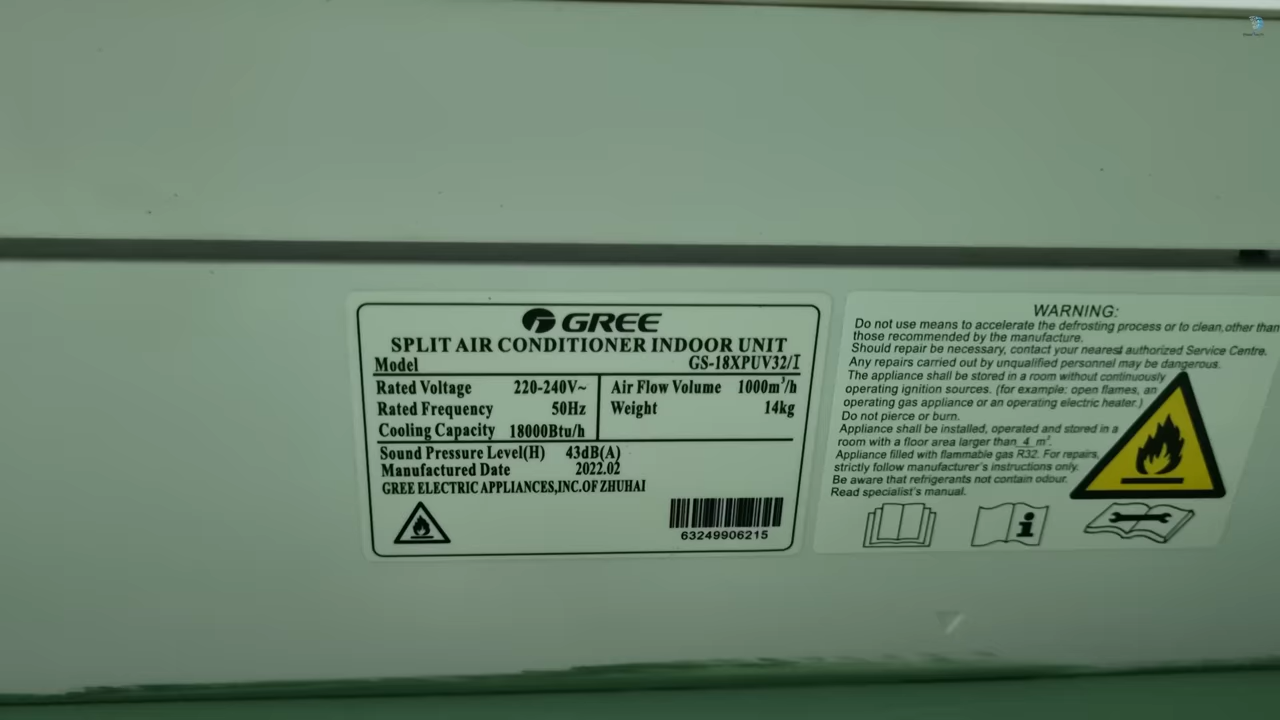 GREE
SPLIT AIR CONDITIONER INDOOR UNIT
Model GS-18XPUV32/I
Rated Voltage 220-240V~
Rated Frequency 50Hz
Cooling Capacity 18000Btu/h
Air Flow Volume 1000m³/h
Weight 14kg
Sound Pressure Level(H) 43dB(A)
Manufactured Date 2022.02
GREE ELECTRIC APPLIANCES,INC.OF ZHUHAI
63249906215
WARNING:
Do not use means to accelerate the defrosting process or to clean,other than
those recommended by the manufacture.
Should repair be necessary, contact your nearest authorized Service Centre.
Any repairs carried out by unqualified personnel may be dangerous.
The appliance shall be stored in a room without continuously
operating ignition sources. (for example: open flames, an
operating gas appliance or an operating electric heater.)
Do not pierce or burn.
Appliance shall be installed, operated and stored in a
room with a floor area larger than 4 m².
Appliance filled with flammable gas R32. For repairs,
strictly follow manufacturer's instructions only.
Be aware that refrigerants not contain odour.
Read specialist's manual.